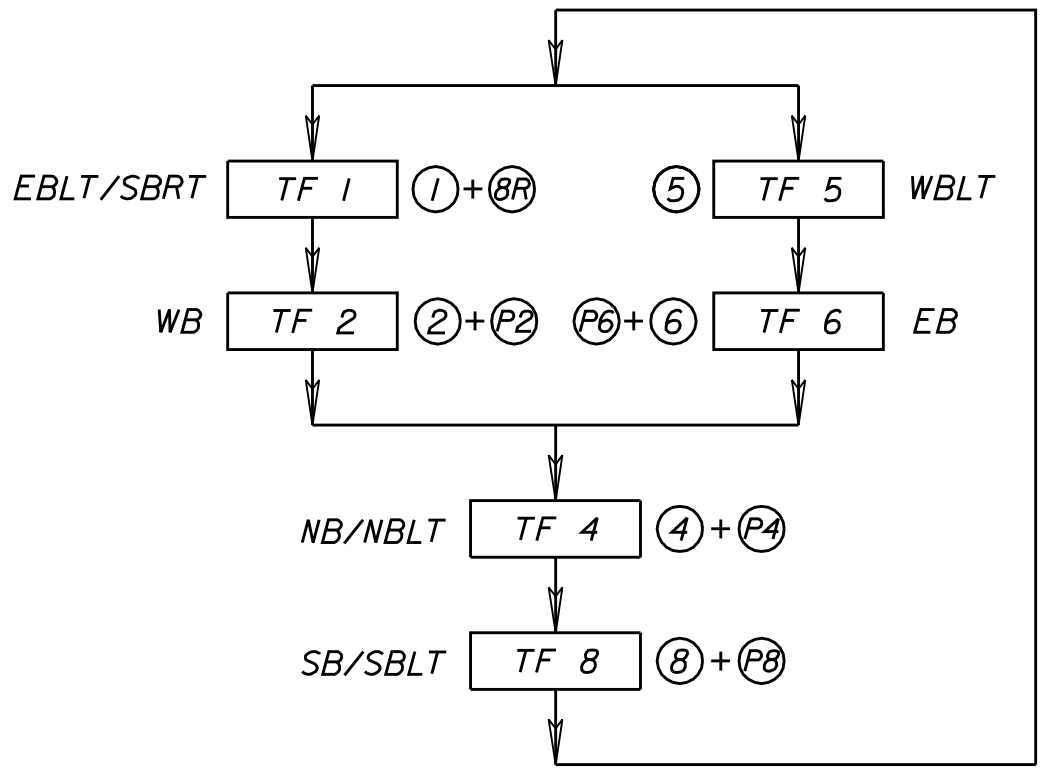 EBLT/SBRT TF 1 1 + 8R 5 TF 5 WBLT
WB TF 2 2 + P2 P6 + 6 TF 6 EB
NB/NBLT TF 4 4 + P4
SB/SBLT TF 8 8 + P8